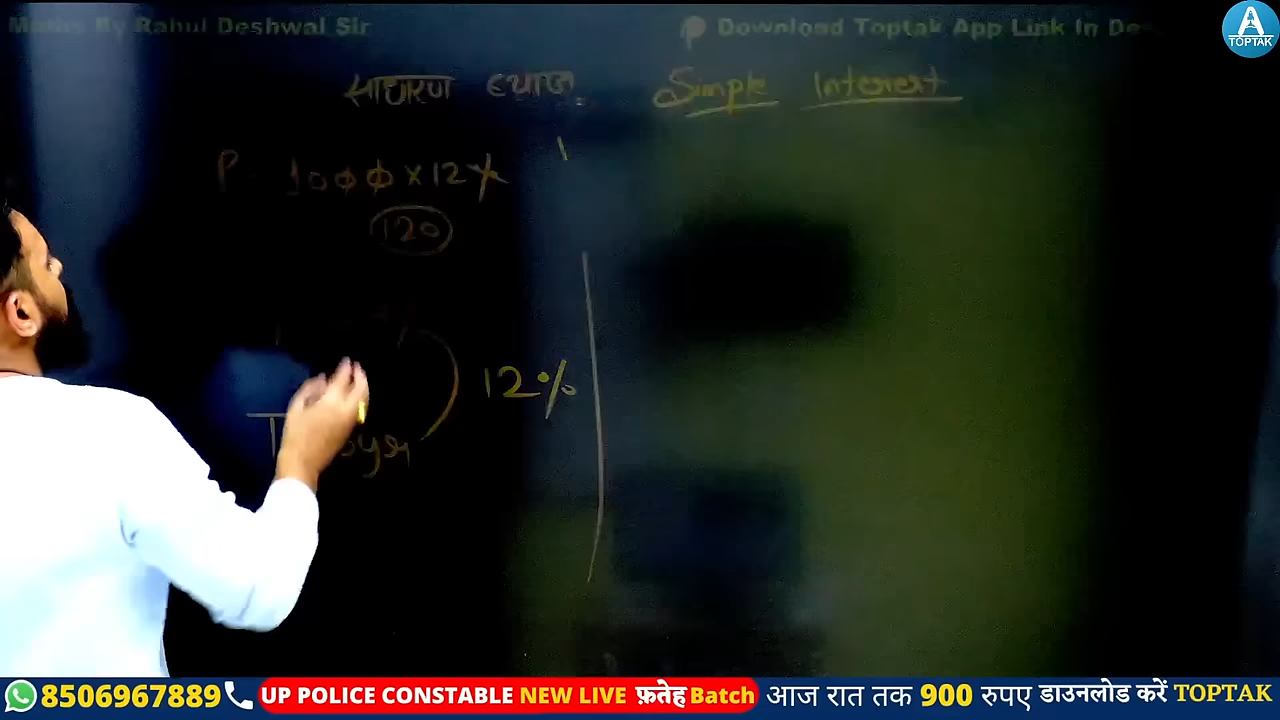 Maths By Rahul Deshwal Sir
Download Toptak App Link In De
TOPTAK
साधारण ब्याज Simple Interest
P = 1000 × 12%
120
12%
8506967889 UP POLICE CONSTABLE NEW LIVE फ़तेह Batch आज रात तक 900 रुपए डाउनलोड करें TOPTAK